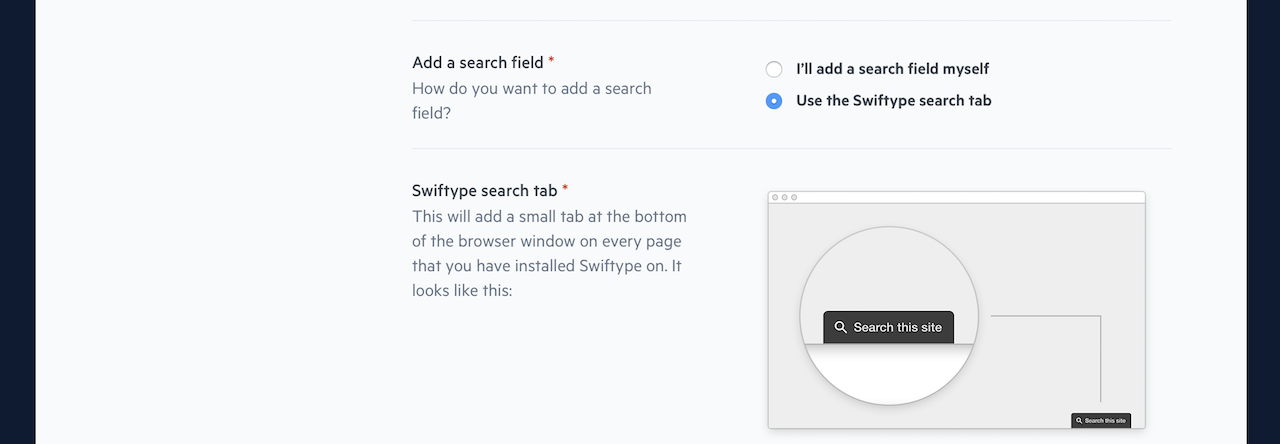 Add a search field *
How do you want to add a search
field?
I'll add a search field myself
Use the Swiftype search tab
Swiftype search tab *
This will add a small tab at the bottom
of the browser window on every page
that you have installed Swiftype on. It
looks like this:
Search this site
Search this site